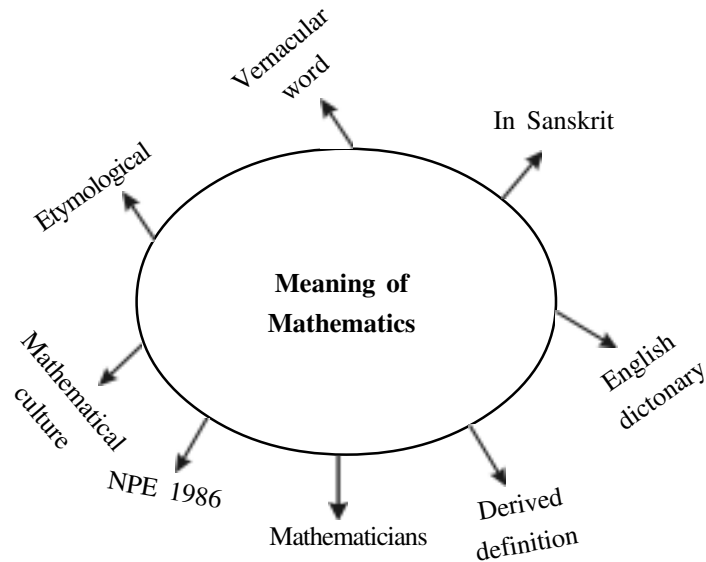 Vernacular
word
In Sanskrit
Etymological
Meaning of
Mathematics
English
dictonary
Mathematical
culture
NPE 1986
Mathematicians
Derived
definition